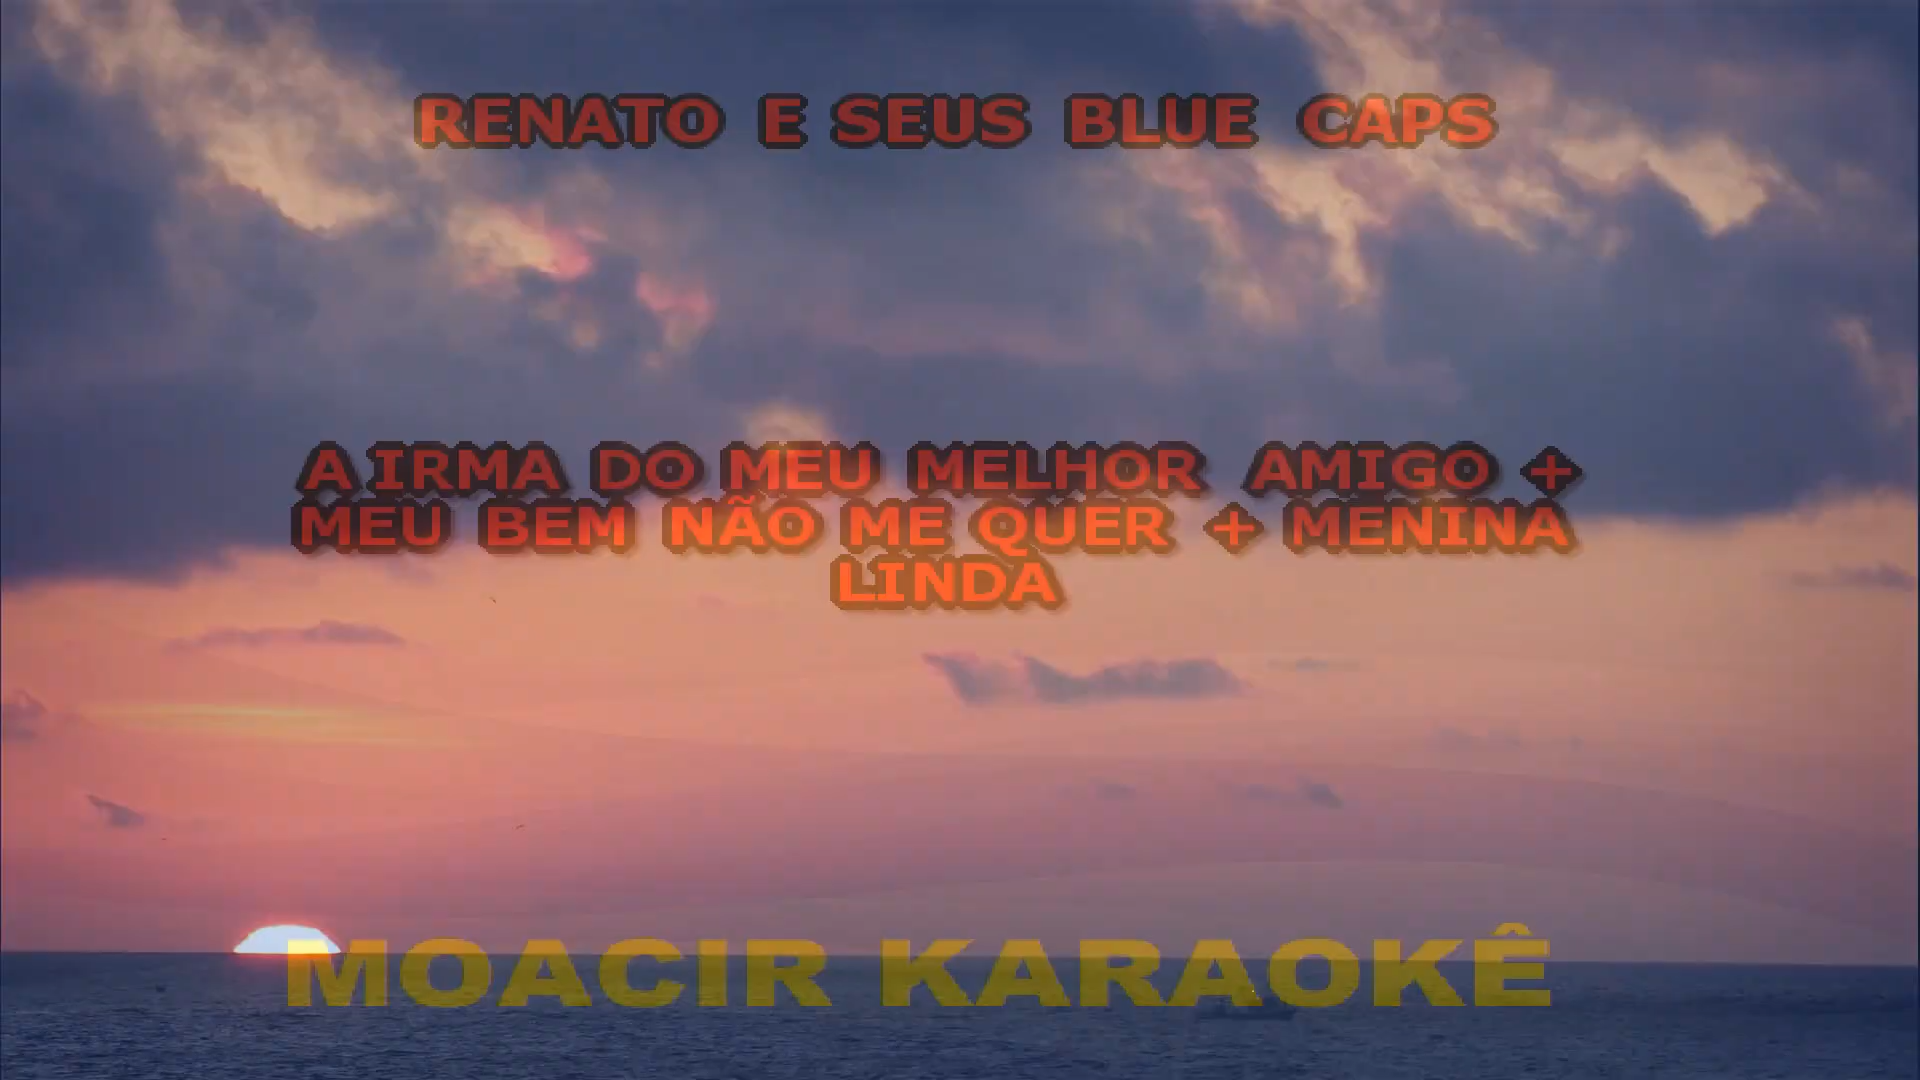 RENATO E SEUS BLUE CAPS
A IRMA DO MEU MELHOR AMIGO +
MEU BEM NÃO ME QUER + MENINA
LINDA
MOACIR KARAOKÊ